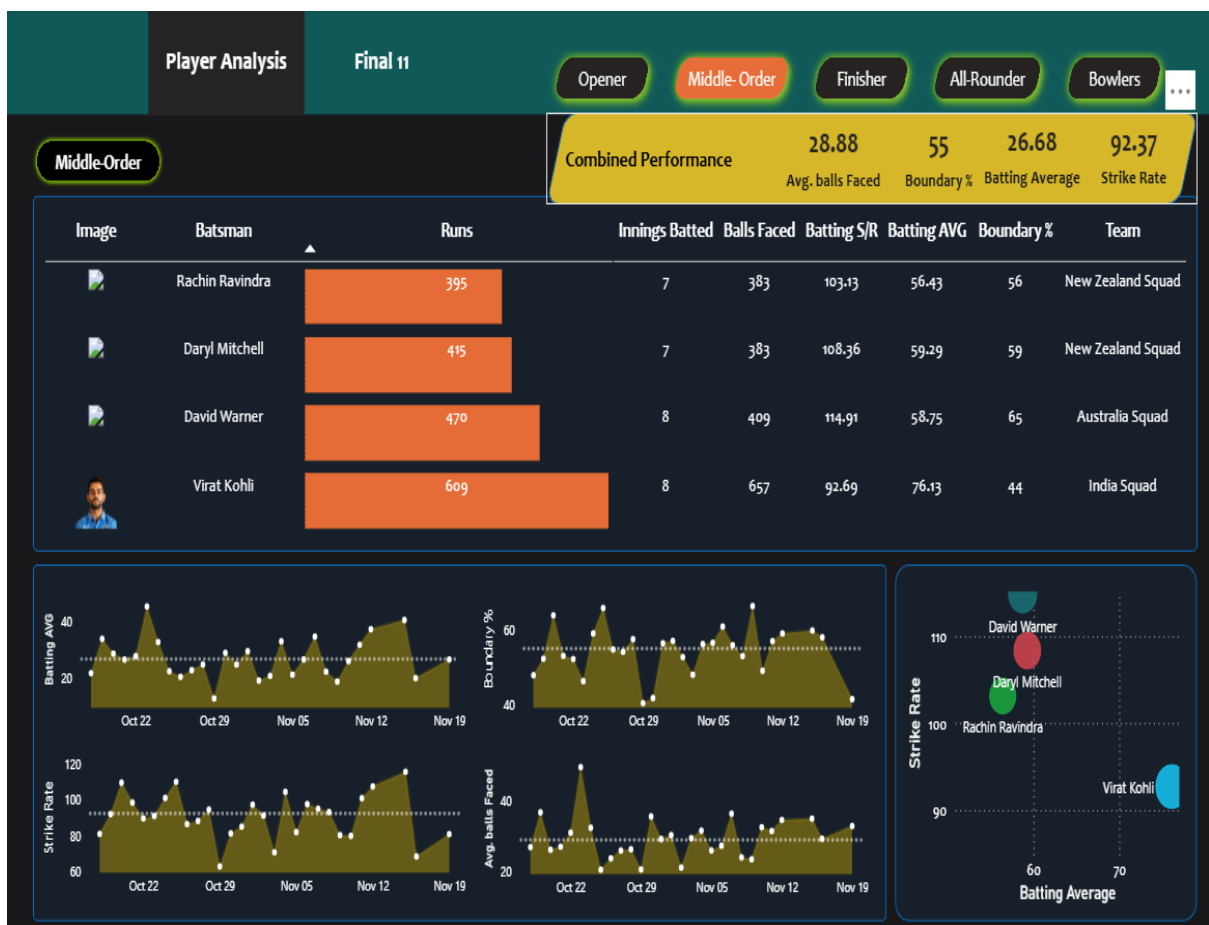 Player Analysis Final 11
Opener Middle- Order Finisher All-Rounder Bowlers ...
Middle-Order
Combined Performance 28.88 55 26.68 92.37
Avg. balls Faced Boundary % Batting Average Strike Rate
Image Batsman Runs Innings Batted Balls Faced Batting S/R Batting AVG Boundary % Team
Rachin Ravindra 395 7 383 103.13 56.43 56 New Zealand Squad
Daryl Mitchell 415 7 383 108.36 59.29 59 New Zealand Squad
David Warner 470 8 409 114.91 58.75 65 Australia Squad
Virat Kohli 609 8 657 92.69 76.13 44 India Squad
Batting AVG
40
20
Oct 22 Oct 29 Nov 05 Nov 12 Nov 19
Boundary %
60
40
Oct 22 Oct 29 Nov 05 Nov 12 Nov 19
Strike Rate
120
100
80
60
Oct 22 Oct 29 Nov 05 Nov 12 Nov 19
Avg. balls Faced
40
20
Oct 22 Oct 29 Nov 05 Nov 12 Nov 19
Strike Rate
110
100
90
David Warner
Daryl Mitchell
Rachin Ravindra
Virat Kohli
60 70
Batting Average